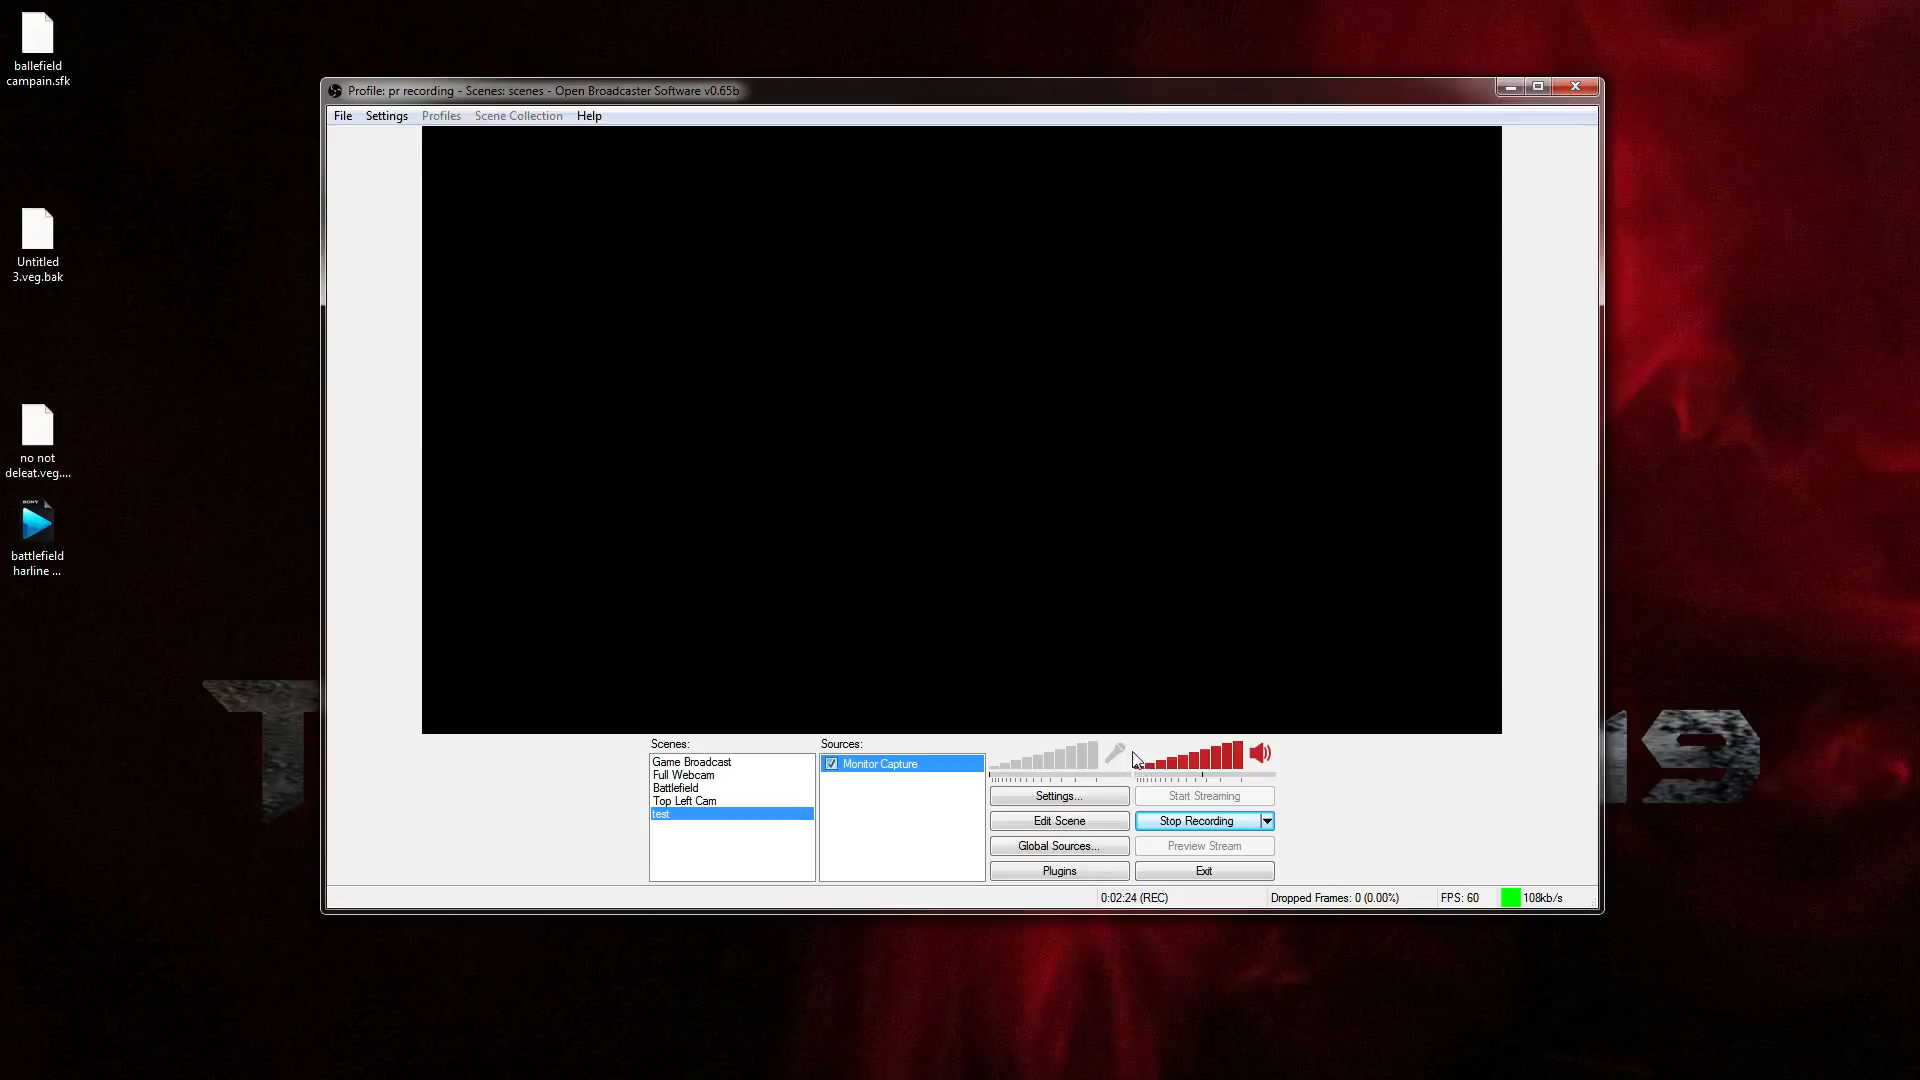 ballefield
campain.sfk
Untitled
3.veg.bak
no not
deleat.veg....
SONY
battlefield
harline ...
Profile: pr recording - Scenes: scenes - Open Broadcaster Software v0.65b
File Settings Profiles Scene Collection Help
Scenes:
Game Broadcast
Full Webcam
Battlefield
Top Left Cam
test
Sources:
Monitor Capture
Settings...
Start Streaming
Edit Scene
Stop Recording
Global Sources...
Preview Stream
Plugins
Exit
0:02:24 (REC)
Dropped Frames: 0 (0.00%)
FPS: 60
108kb/s
T
19